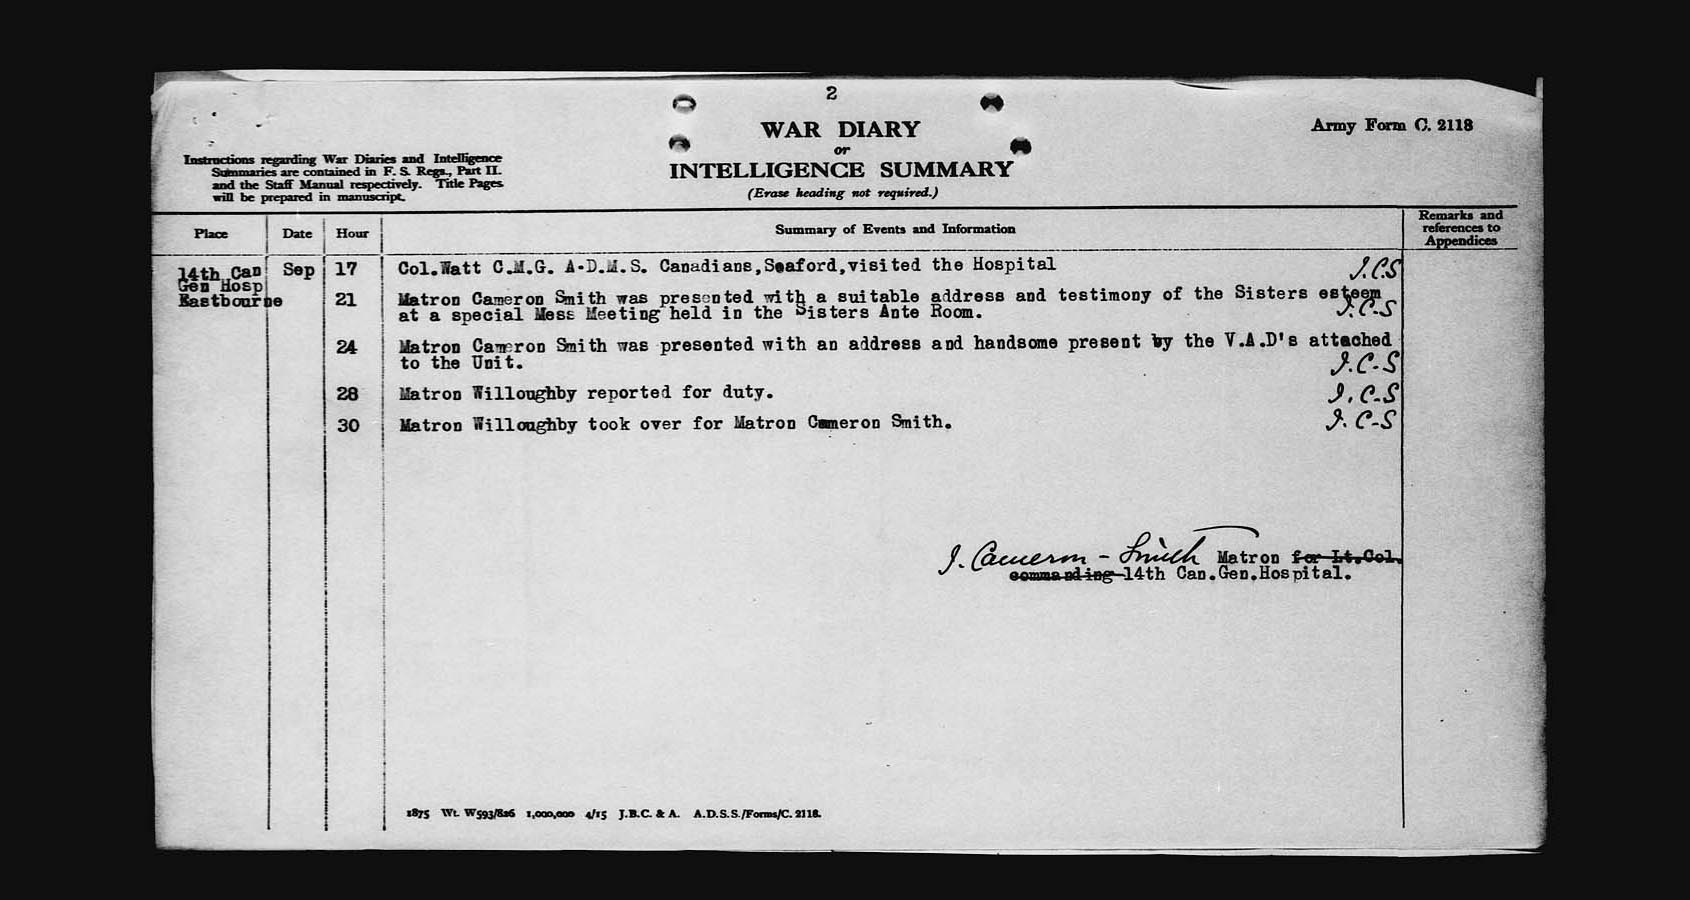 2
WAR DIARY
or
INTELLIGENCE SUMMARY
(Erase heading not required.)
Army Form C. 2118
Instructions regarding War Diaries and Intelligence
Summaries are contained in F. S. Regs., Part II.
and the Staff Manual respectively. Title Pages
will be prepared in manuscript.
Place Date Hour Summary of Events and Information Remarks and
references to
Appendices
14th Can
Gen Hosp
Eastbourne
Sep 17 Col.Watt C.M.G. A.D.M.S. Canadians,Seaford,visited the Hospital J.C.S
21 Matron Cameron Smith was presented with a suitable address and testimony of the Sisters esteem
at a special Mess Meeting held in the Sisters Ante Room. J.C-S
24 Matron Cameron Smith was presented with an address and handsome present by the V.A.D's attached
to the Unit. J.C-S
28 Matron Willoughby reported for duty. J.C-S
30 Matron Willoughby took over for Matron Cameron Smith. J.C-S
J. Cameron - Smith Matron for Lt.Col.
commanding 14th Can.Gen.Hospital.
1875 Wt. W593/826 1,000,000 4/15 J.B.C. & A. A.D.S.S./Forms/C. 2118.